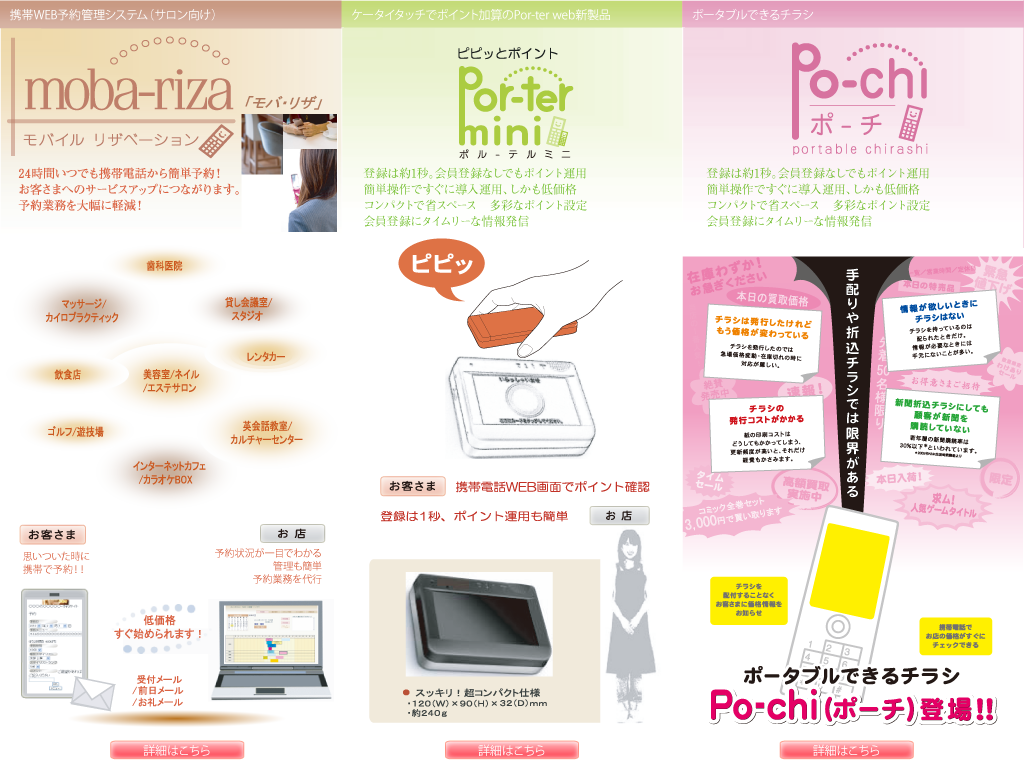 携帯WEB予約管理システム（サロン向け）
moba-riza
「モバ・リザ」
モバイル リザベーション
24時間いつでも携帯電話から簡単予約！
お客さまへのサービスアップにつながります。
予約業務を大幅に軽減！
歯科医院
マッサージ/
カイロプラクティック
貸し会議室/
スタジオ
レンタカー
飲食店
美容室/ネイル
/エステサロン
ゴルフ/遊技場
英会話教室/
カルチャーセンター
インターネットカフェ
/カラオケBOX
お客さま
思いついた時に
携帯で予約！！
お 店
予約状況が一目でわかる
管理も簡単
予約業務を代行
低価格
すぐ始められます！
受付メール
/前日メール
/お礼メール
詳細はこちら
ケータイタッチでポイント加算のPor-ter web新製品
ピピッとポイント
Por-ter
mini
ポル－テルミニ
登録は約1秒。会員登録なしでもポイント運用
簡単操作ですぐに導入運用、しかも低価格
コンパクトで省スペース　多彩なポイント設定
会員登録にタイムリーな情報発信
ピピッ
いらっしゃいませ
お客さま
携帯電話WEB画面でポイント確認
登録は1秒、ポイント運用も簡単
お 店
● スッキリ！超コンパクト仕様
・120(W)×90(H)×32(D)mm
・約240g
詳細はこちら
ポータブルできるチラシ
Po-chi
ポ－チ
portable chirashi
登録は約1秒。会員登録なしでもポイント運用
簡単操作ですぐに導入運用、しかも低価格
コンパクトで省スペース　多彩なポイント設定
会員登録にタイムリーな情報発信
手配りや折込チラシでは限界がある
在庫わずか！
お急ぎください
本日の買取価格
本日の特売品
チラシは発行したけれど
もう価格が変わっている
チラシを発行したのでは
急場価格変動・在庫切れの時に
対応が難しい。
情報が欲しいときに
チラシはない
チラシを持っているのは
配られたときだけ。
情報が必要なときには
手元にないことが多い。
速報！
お得意さまご招待
先着50名様限り
チラシの
発行コストがかかる
紙の印刷コストは
どうしてもかかってしまう、
更新頻度が高いと、それだけ
経費もかさみます。
新聞折込チラシにしても
顧客が新聞を
購読していない
若年層の新聞購読率は
30%以下*といわれています。
タイム
セール
高額買取
実施中
コミック全巻セット
3,000円で買い取ります
本日入荷！
限定
求ム！
人気ゲームタイトル
チラシを
配付することなく
お客さまに価格情報を
お知らせ
携帯電話で
お店の価格がすぐに
チェックできる
1 2 3
ポータブルできるチラシ
Po-chi(ポーチ)登場!!
詳細はこちら